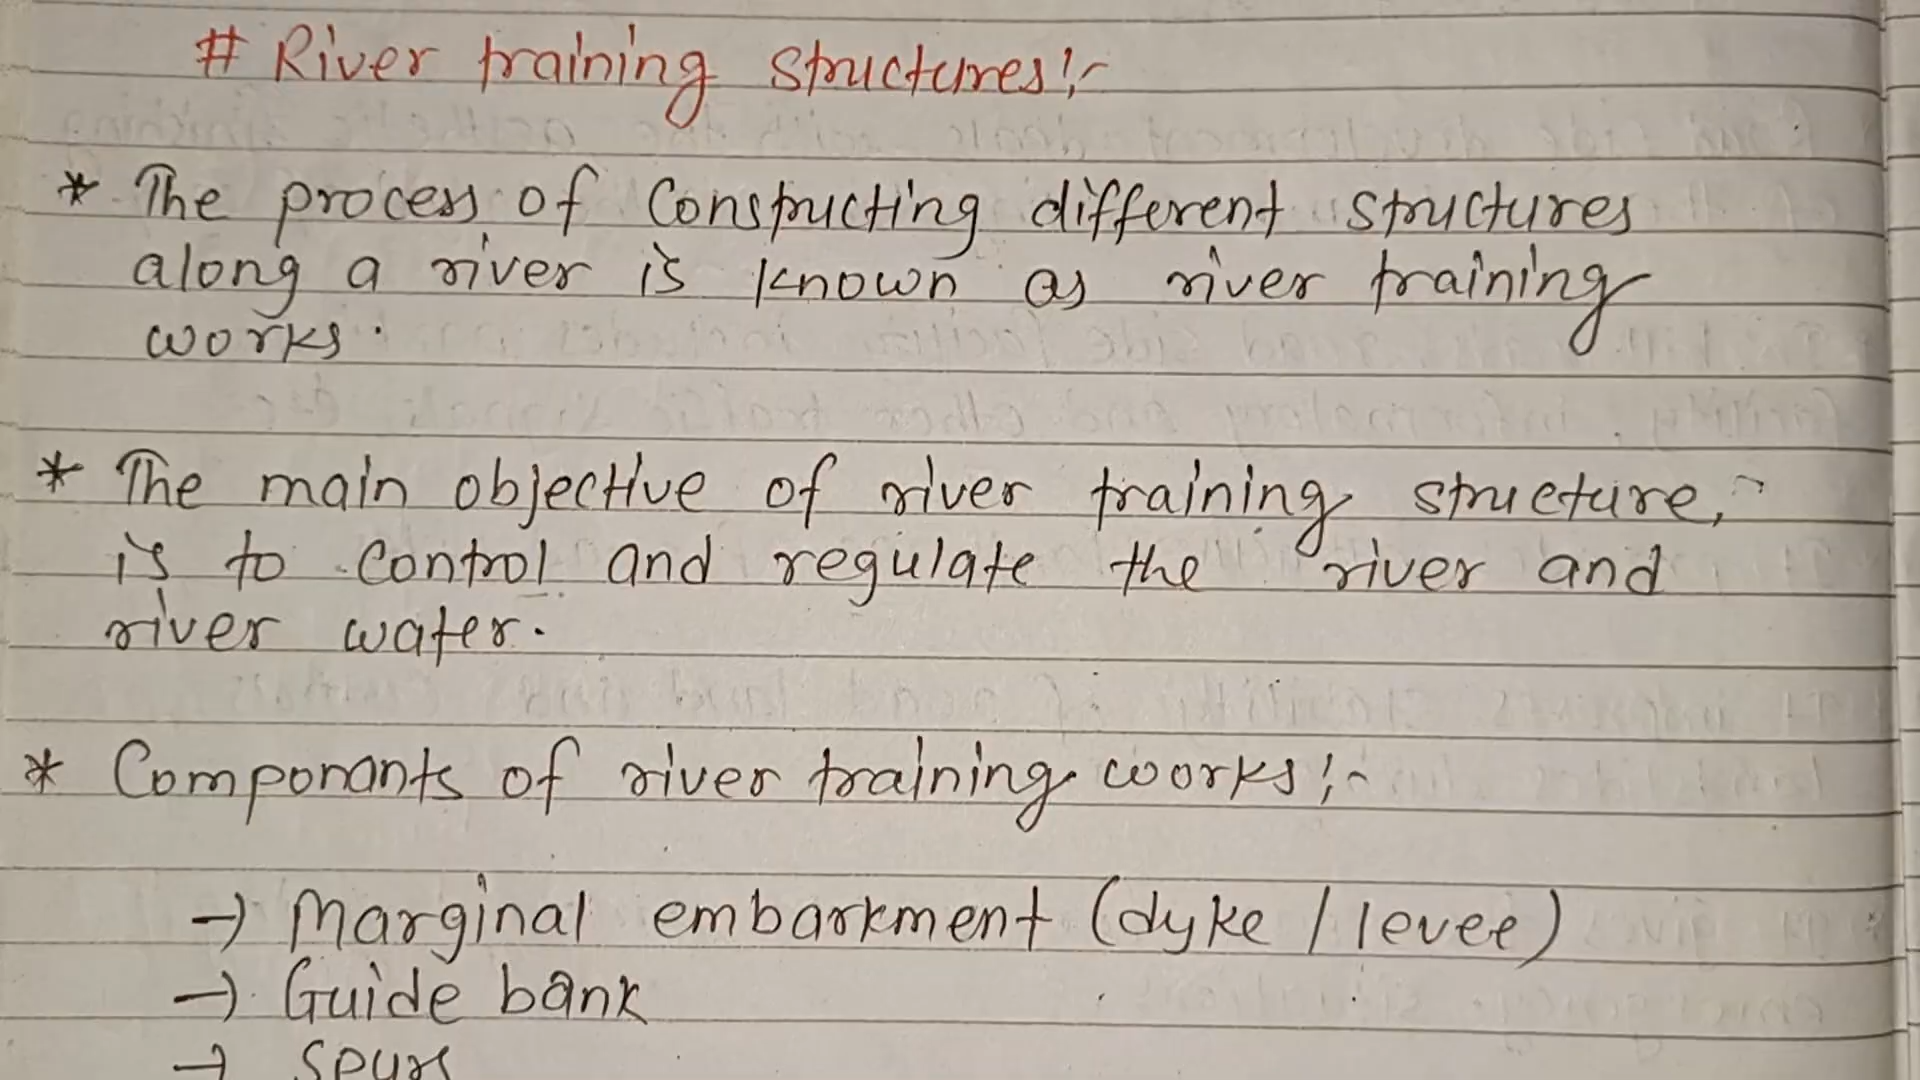 # River training structures:-
* The process of Constructing different structures
along a river is known as river training
works.
* The main objective of river training structure,
is to control and regulate the river and
river water.
* Componants of river training works:-
→ Marginal embarkment (dyke / levee)
→ Guide bank
→ Spurs